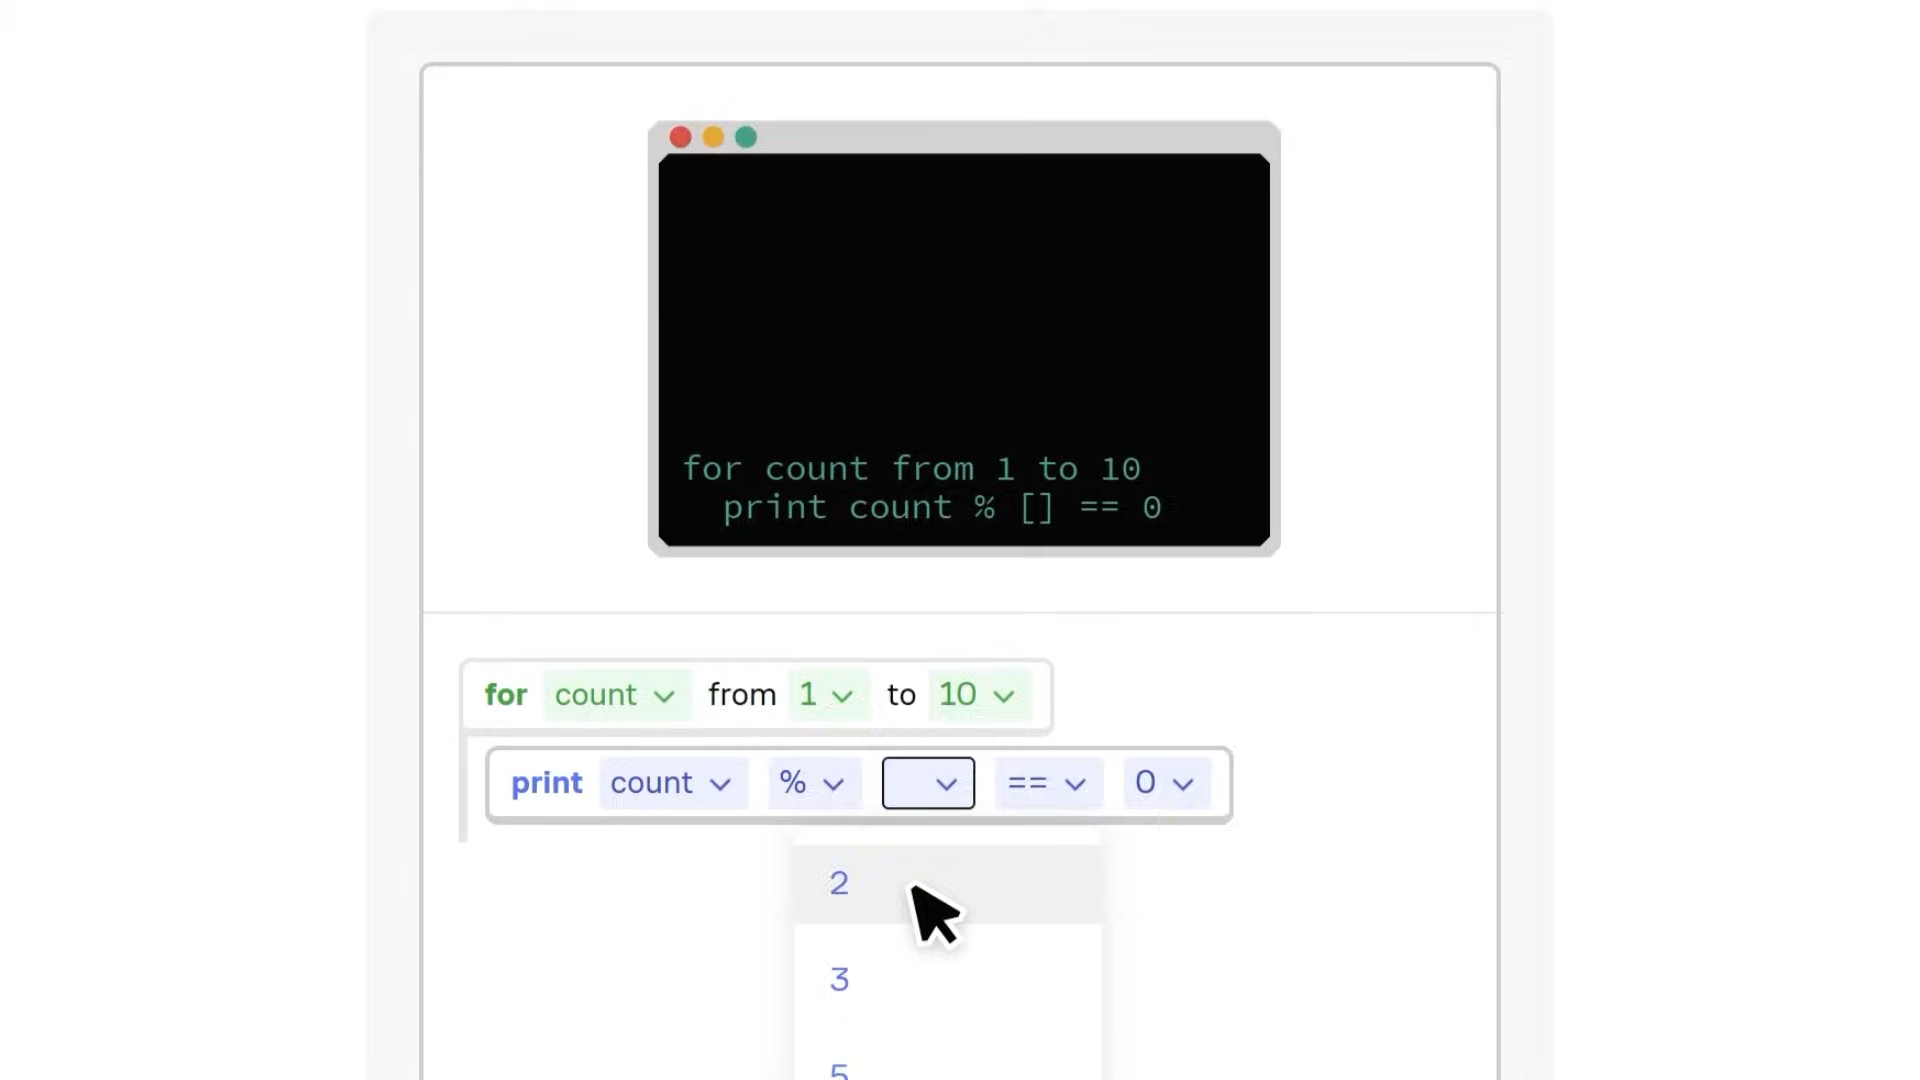 for count from 1 to 10
print count % [] == 0
for count from 1 to 10
print count % == 0
2
3
5